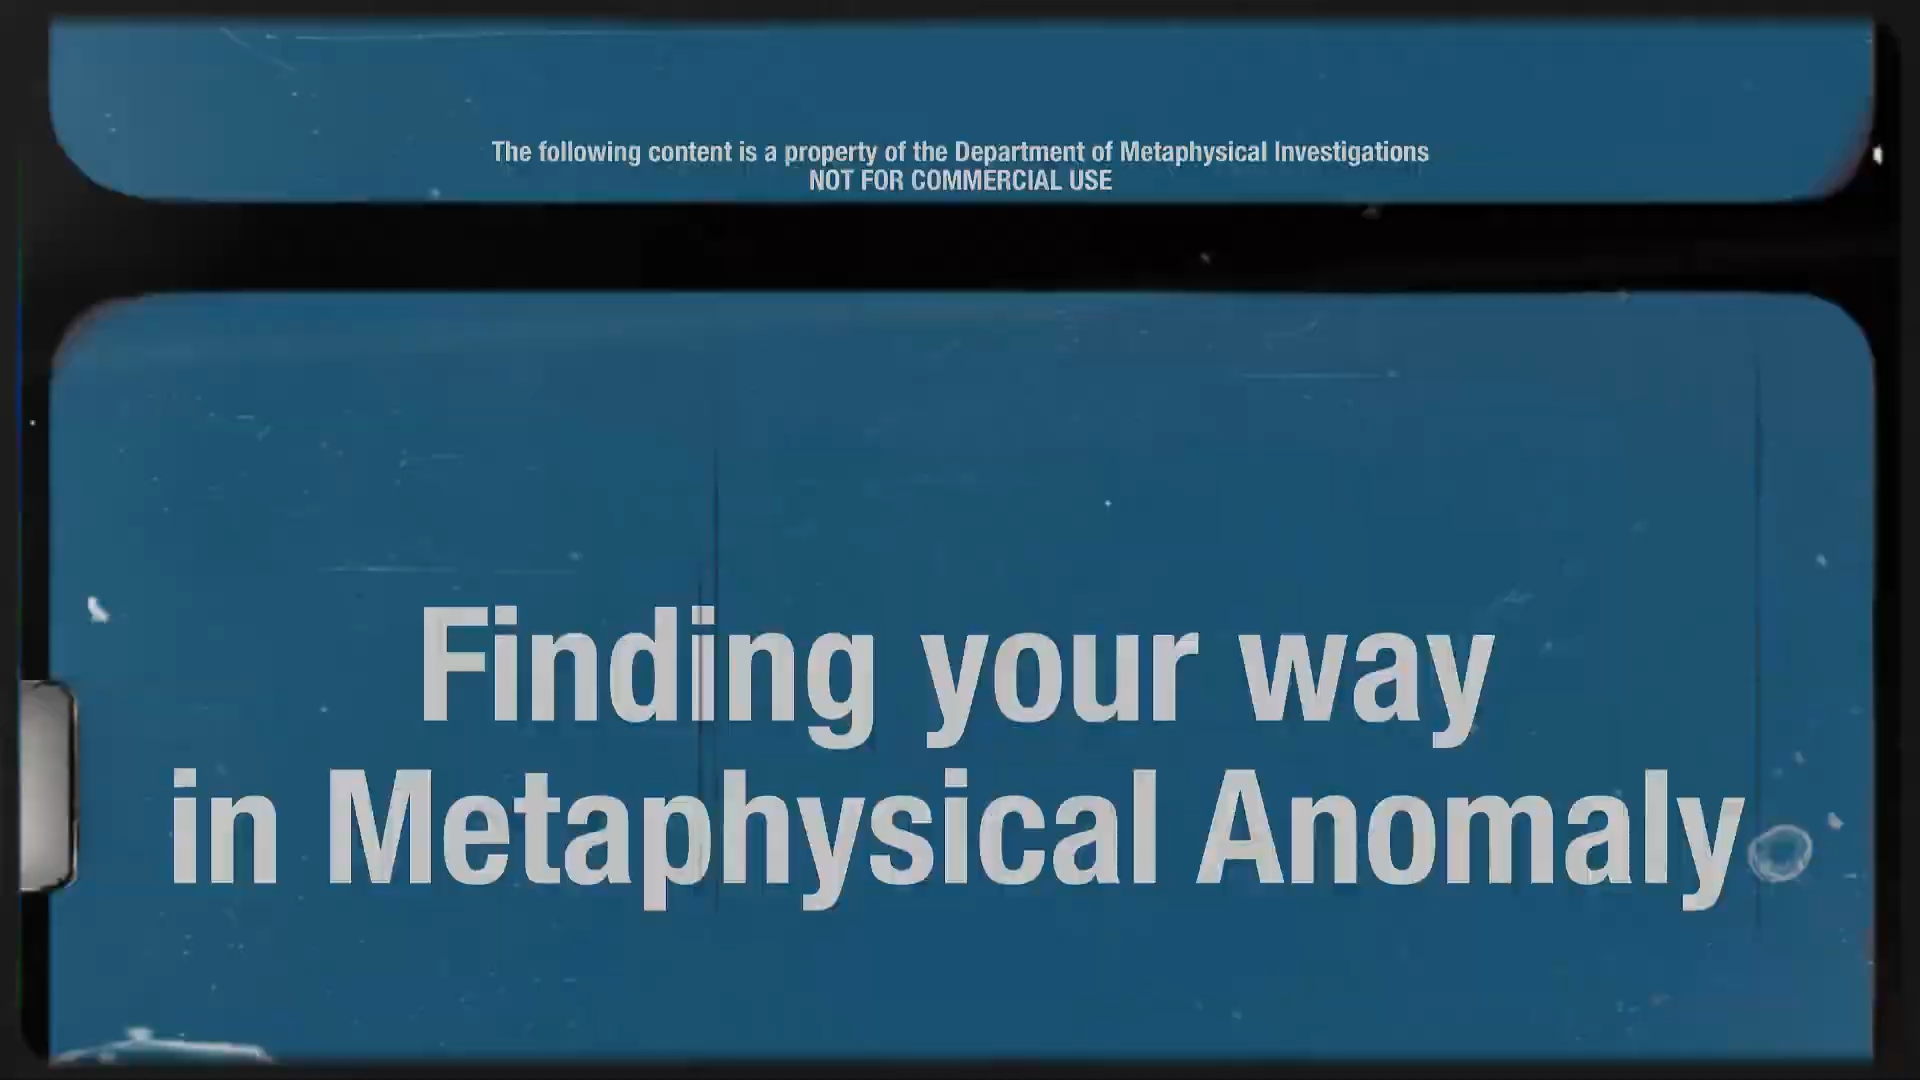 The following content is a property of the Department of Metaphysical Investigations
NOT FOR COMMERCIAL USE
Finding your way
in Metaphysical Anomaly